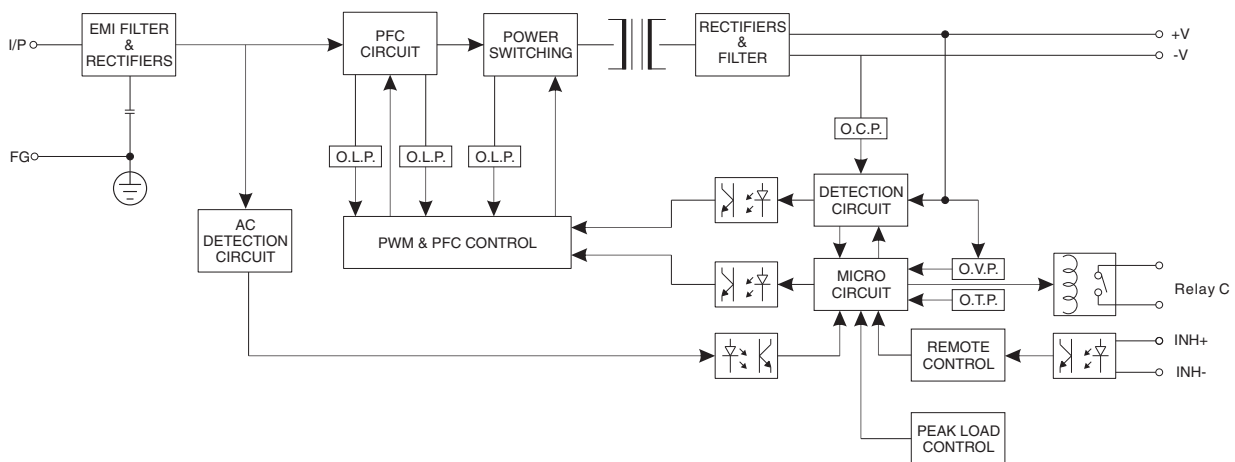 I/P
EMI FILTER
&
RECTIFIERS
PFC
CIRCUIT
POWER
SWITCHING
RECTIFIERS
&
FILTER
+V
-V
FG
O.L.P.
O.L.P.
O.L.P.
O.C.P.
AC
DETECTION
CIRCUIT
PWM & PFC CONTROL
DETECTION
CIRCUIT
MICRO
CIRCUIT
O.V.P.
O.T.P.
Relay C
REMOTE
CONTROL
INH+
INH-
PEAK LOAD
CONTROL